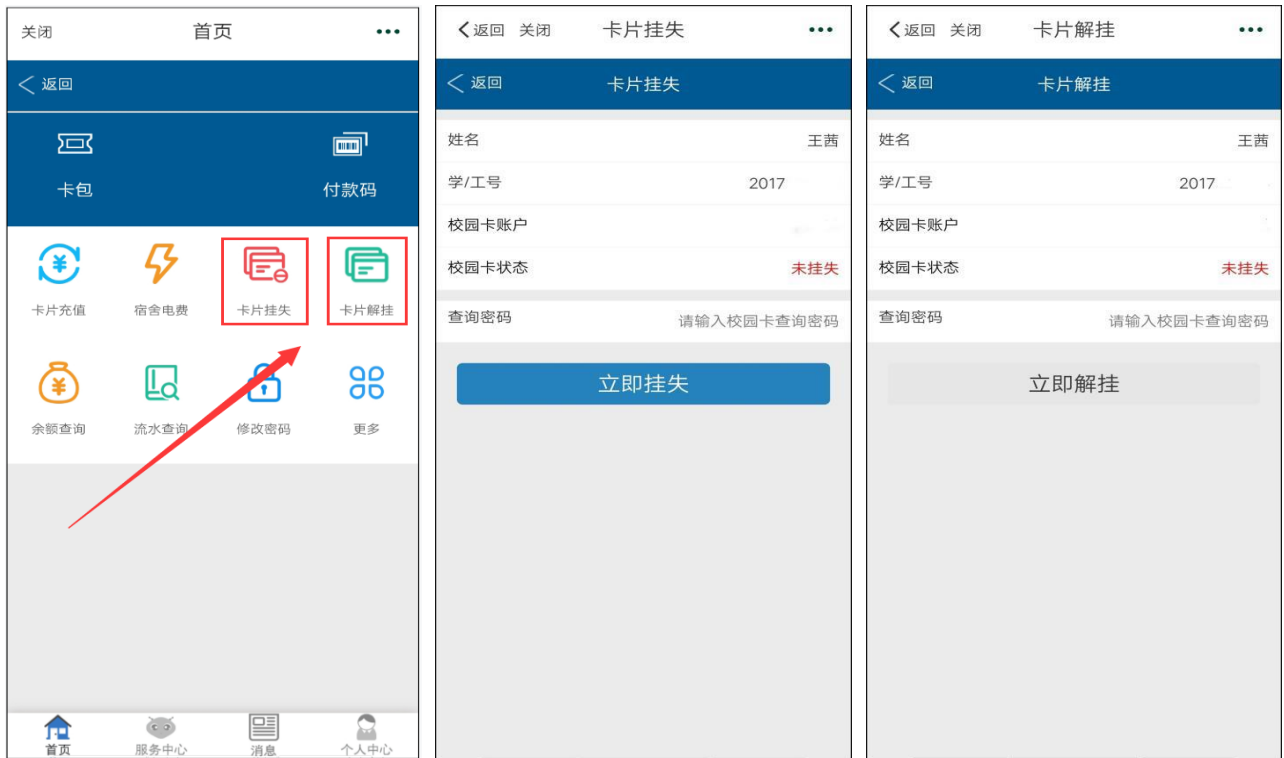 关闭 首页 •••
返回
卡包 付款码
卡片充值 宿舍电费 卡片挂失 卡片解挂
余额查询 流水查询 修改密码 更多
首页 服务中心 消息 个人中心
返回 关闭 卡片挂失 •••
返回 卡片挂失
姓名 王茜
学/工号 2017
校园卡账户
校园卡状态 未挂失
查询密码 请输入校园卡查询密码
立即挂失
返回 关闭 卡片解挂 •••
返回 卡片解挂
姓名 王茜
学/工号 2017
校园卡账户
校园卡状态 未挂失
查询密码 请输入校园卡查询密码
立即解挂